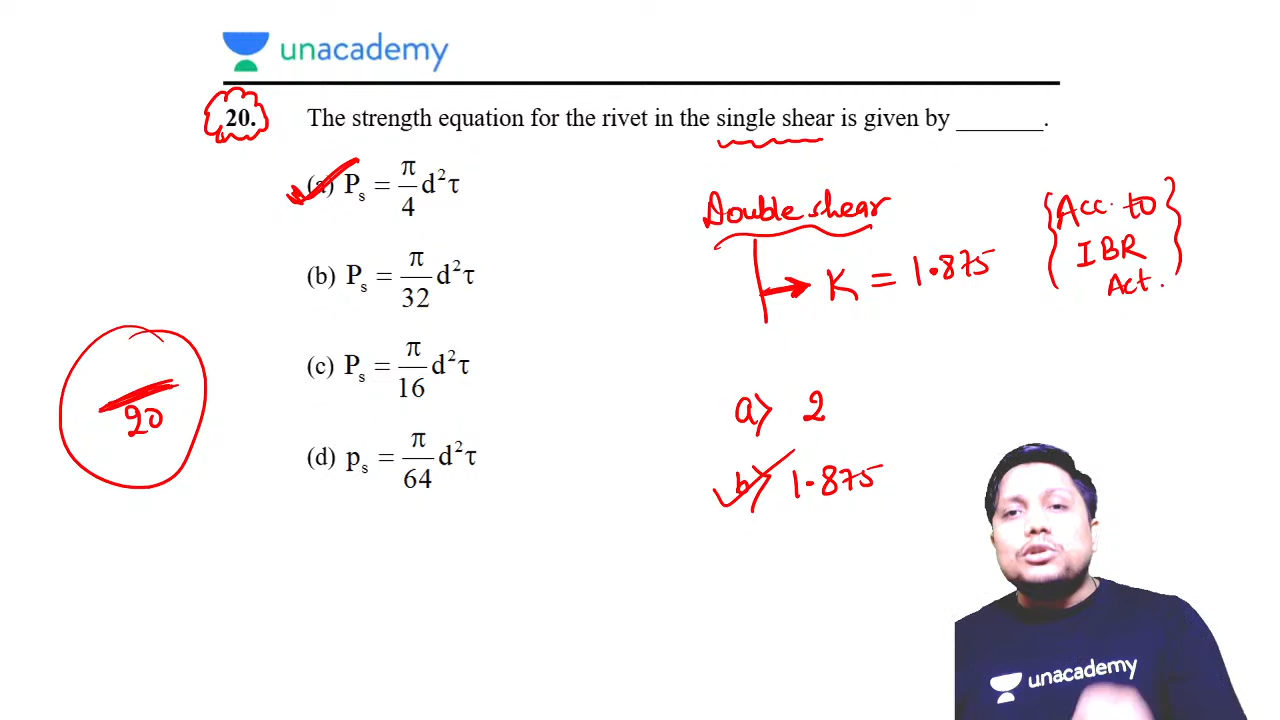 unacademy
20. The strength equation for the rivet in the single shear is given by _______.
(a) Pₛ = π/4 d²τ
(b) Pₛ = π/32 d²τ
(c) Pₛ = π/16 d²τ
(d) pₛ = π/64 d²τ
Double shear
K = 1.875
{Acc. to
IBR
Act.}
a) 2
b) 1.875
20
unacademy